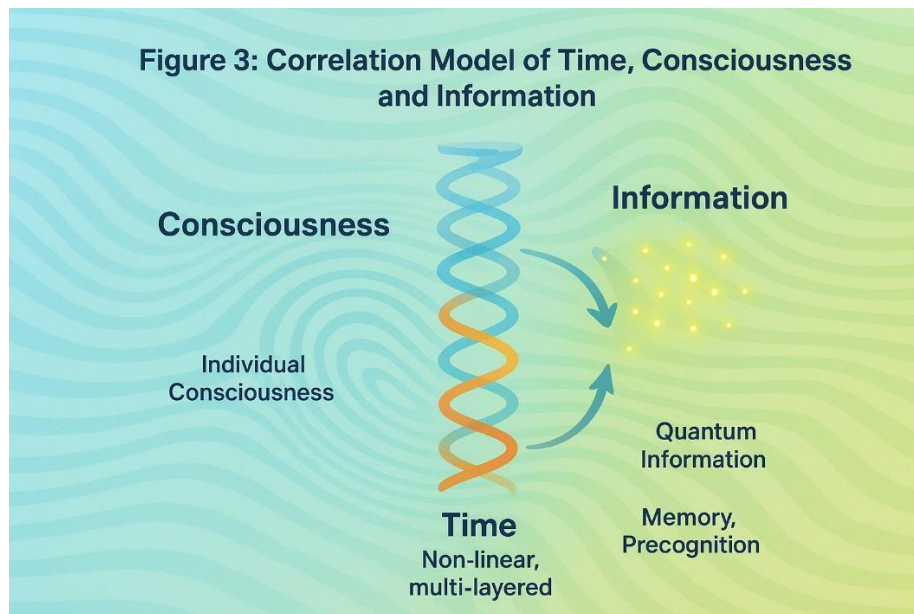 Figure 3: Correlation Model of Time, Consciousness
and Information
Consciousness
Information
Individual
Consciousness
Quantum
Information
Memory,
Precognition
Time
Non-linear,
multi-layered